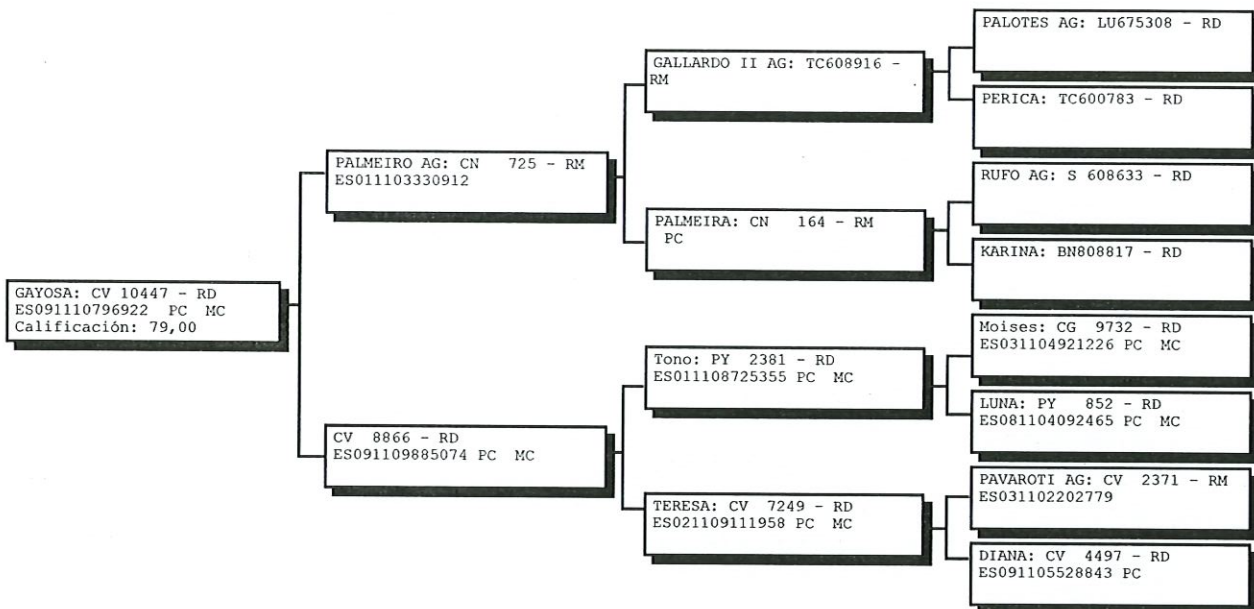 GAYOSA: CV 10447 - RD
ES091110796922 PC MC
Calificación: 79,00
PALMEIRO AG: CN 725 - RM
ES011103330912
CV 8866 - RD
ES091109885074 PC MC
GALLARDO II AG: TC608916 -
RM
PALMEIRA: CN 164 - RM
PC
Tono: PY 2381 - RD
ES011108725355 PC MC
TERESA: CV 7249 - RD
ES021109111958 PC MC
PALOTES AG: LU675308 - RD
PERICA: TC600783 - RD
RUFO AG: S 608633 - RD
KARINA: BN808817 - RD
Moises: CG 9732 - RD
ES031104921226 PC MC
LUNA: PY 852 - RD
ES081104092465 PC MC
PAVAROTI AG: CV 2371 - RM
ES031102202779
DIANA: CV 4497 - RD
ES091105528843 PC